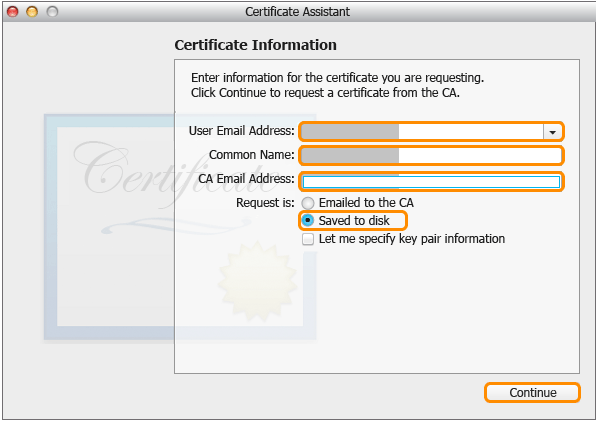 Certificate Assistant
Certificate Information
Enter information for the certificate you are requesting.
Click Continue to request a certificate from the CA.
User Email Address:
Common Name:
CA Email Address:
Request is: Emailed to the CA
Saved to disk
Let me specify key pair information
Certificate
Continue